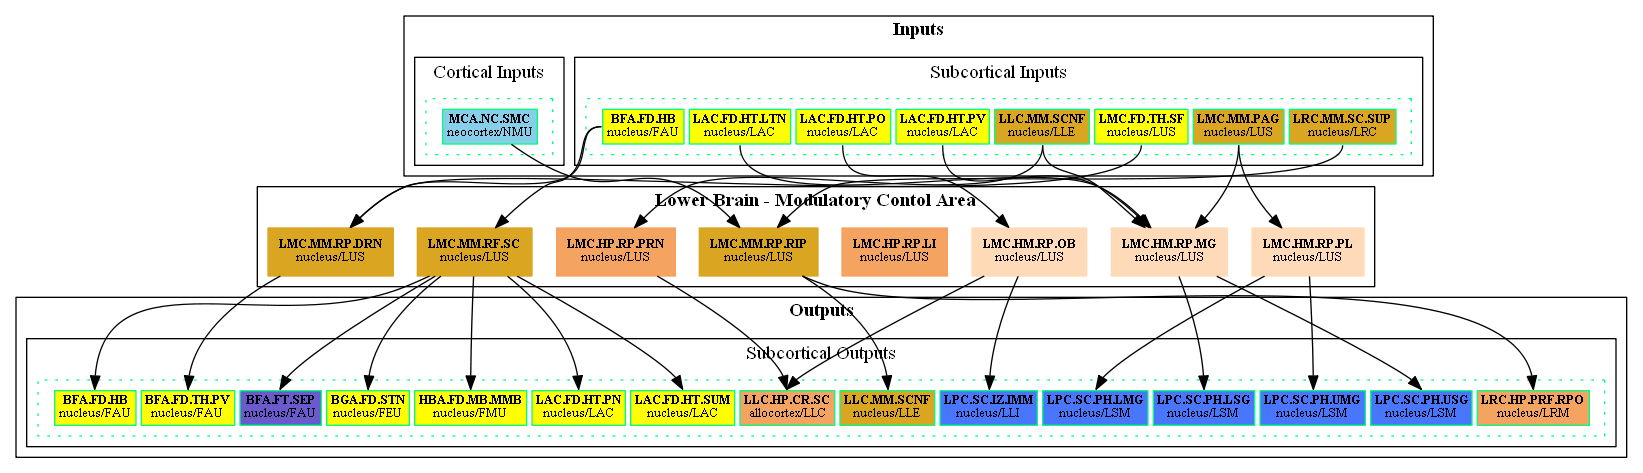 Inputs
Cortical Inputs
Subcortical Inputs
MCA.NC.SMC
neocortex/NMU
BFA.FD.HB
nucleus/FAU
LAC.FD.HT.LTN
nucleus/LAC
LAC.FD.HT.PO
nucleus/LAC
LAC.FD.HT.PV
nucleus/LAC
LLC.MM.SCNF
nucleus/LLE
LMC.FD.TH.SF
nucleus/LUS
LMC.MM.PAG
nucleus/LUS
LRC.MM.SC.SUP
nucleus/LRC
Lower Brain - Modulatory Contol Area
LMC.MM.RP.DRN
nucleus/LUS
LMC.MM.RF.SC
nucleus/LUS
LMC.HP.RP.PRN
nucleus/LUS
LMC.MM.RP.RIP
nucleus/LUS
LMC.HP.RP.LI
nucleus/LUS
LMC.HM.RP.OB
nucleus/LUS
LMC.HM.RP.MG
nucleus/LUS
LMC.HM.RP.PL
nucleus/LUS
Outputs
Subcortical Outputs
BFA.FD.HB
nucleus/FAU
BFA.FD.TH.PV
nucleus/FAU
BFA.FT.SEP
nucleus/FAU
BGA.FD.STN
nucleus/FEU
HBA.FD.MB.MMB
nucleus/FMU
LAC.FD.HT.PN
nucleus/LAC
LAC.FD.HT.SUM
nucleus/LAC
LLC.HP.CR.SC
allocortex/LLC
LLC.MM.SCNF
nucleus/LLE
LPC.SC.IZ.IMM
nucleus/LLI
LPC.SC.PH.LMG
nucleus/LSM
LPC.SC.PH.LSG
nucleus/LSM
LPC.SC.PH.UMG
nucleus/LSM
LPC.SC.PH.USG
nucleus/LSM
LRC.HP.PRF.RPO
nucleus/LRM